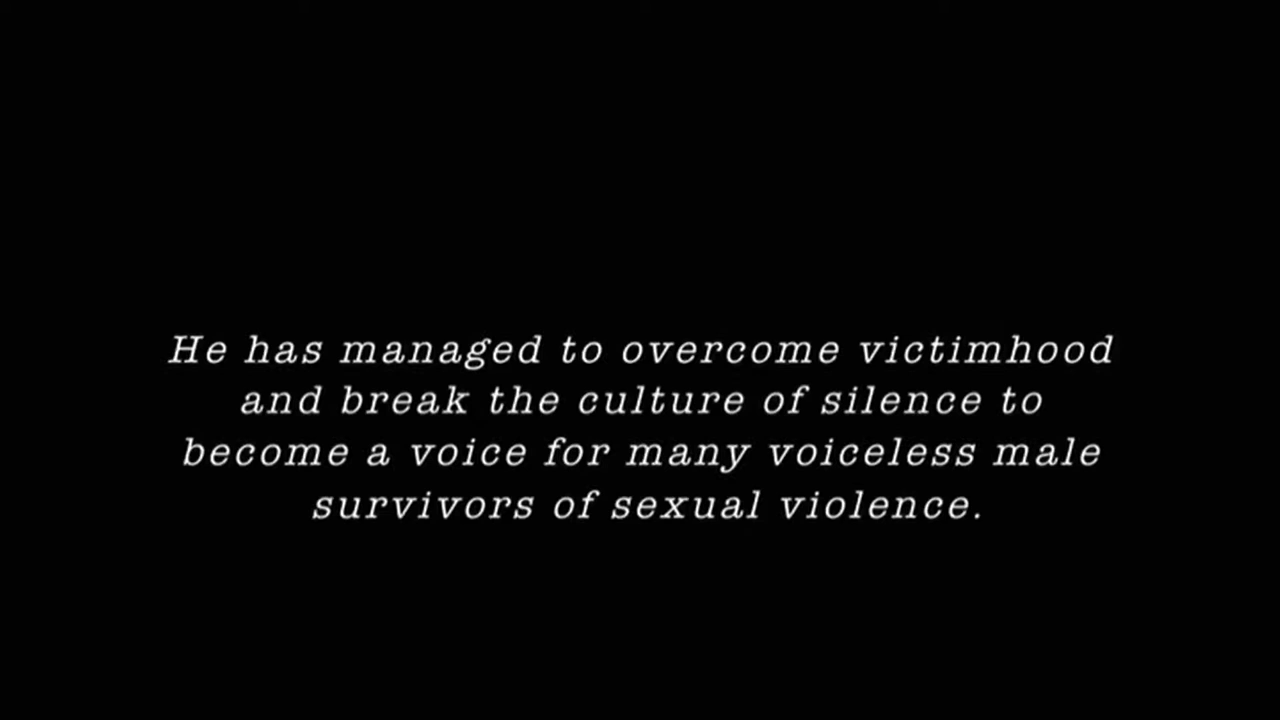 He has managed to overcome victimhood
and break the culture of silence to
become a voice for many voiceless male
survivors of sexual violence.